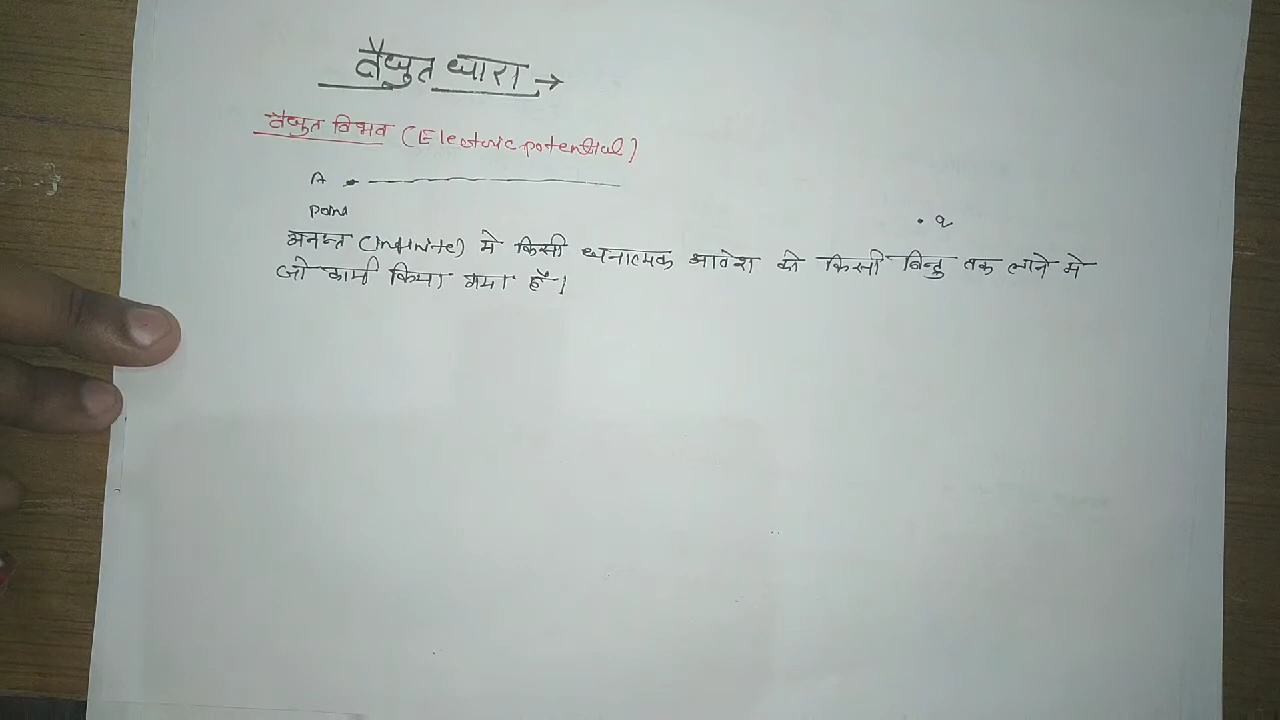 वैधुत धारा →
वैधुत विभव (Electric potential)
A
point
. q
अनन्त (Infinite) मे किसी धनात्मक आवेश को किसी बिन्दु तक लाने मे
जो कार्य किया गया हैं।